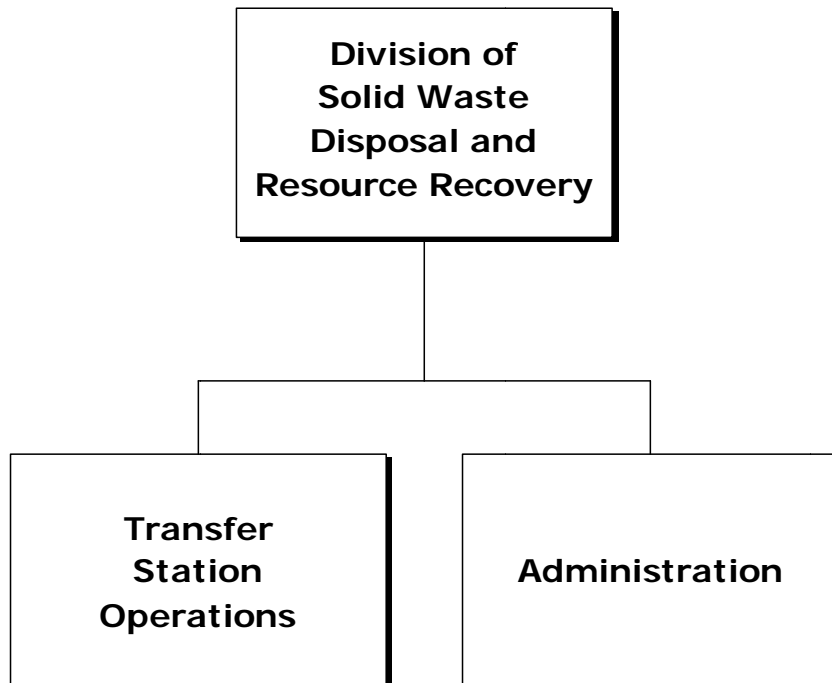 Division of
Solid Waste
Disposal and
Resource Recovery
Transfer
Station
Operations
Administration